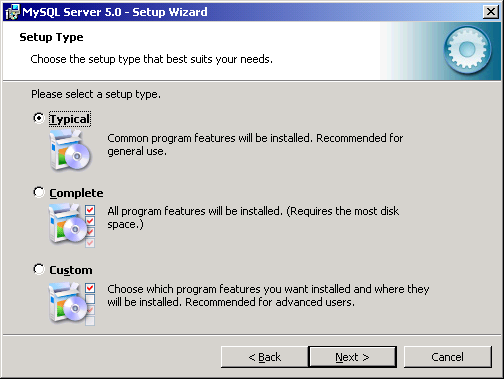 MySQL Server 5.0 - Setup Wizard
Setup Type
Choose the setup type that best suits your needs.
Please select a setup type.
Typical
Common program features will be installed. Recommended for
general use.
Complete
All program features will be installed. (Requires the most disk
space.)
Custom
Choose which program features you want installed and where they
will be installed. Recommended for advanced users.
< Back Next > Cancel